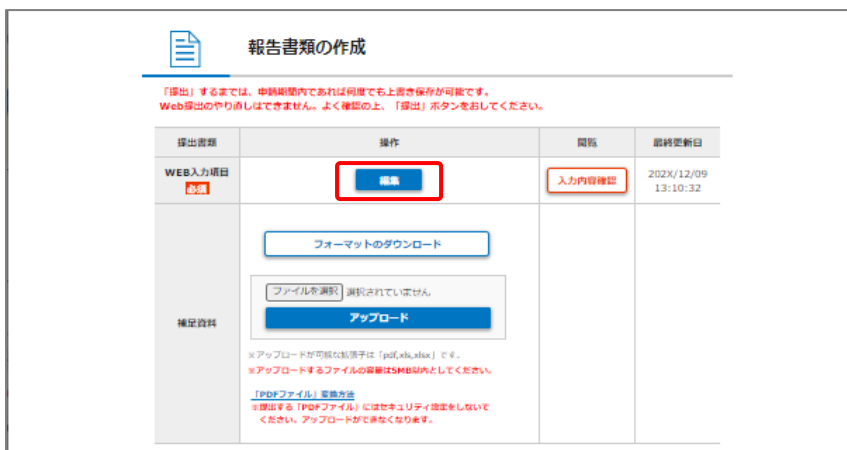 報告書類の作成
「提出」するまでは、申請期間内であれば何度でも上書き保存が可能です。
Web提出のやり直しはできません。よく確認の上、「提出」ボタンをおしてください。
提出書類
操作
閲覧
最終更新日
WEB入力項目
必須
編集
入力内容確認
202X/12/09
13:10:32
フォーマットのダウンロード
ファイルを選択 選択されていません
アップロード
補足資料
※アップロードが可能な拡張子は「pdf,xls,xlsx」です。
※アップロードするファイルの容量は5MB以内としてください。
「PDFファイル」変換方法
※提出する「PDFファイル」にはセキュリティ設定をしないで
ください。アップロードができなくなります。